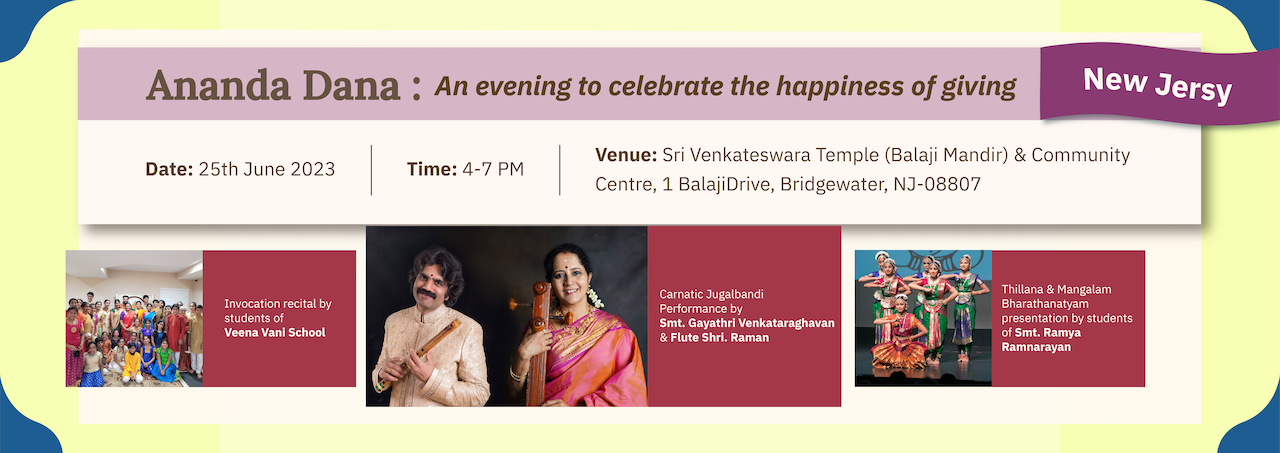 Ananda Dana : An evening to celebrate the happiness of giving
New Jersy
Date: 25th June 2023
Time: 4-7 PM
Venue: Sri Venkateswara Temple (Balaji Mandir) & Community
Centre, 1 BalajiDrive, Bridgewater, NJ-08807
Invocation recital by
students of
Veena Vani School
Carnatic Jugalbandi
Performance by
Smt. Gayathri Venkataraghavan
& Flute Shri. Raman
Thillana & Mangalam
Bharathanatyam
presentation by students
of Smt. Ramya
Ramnarayan